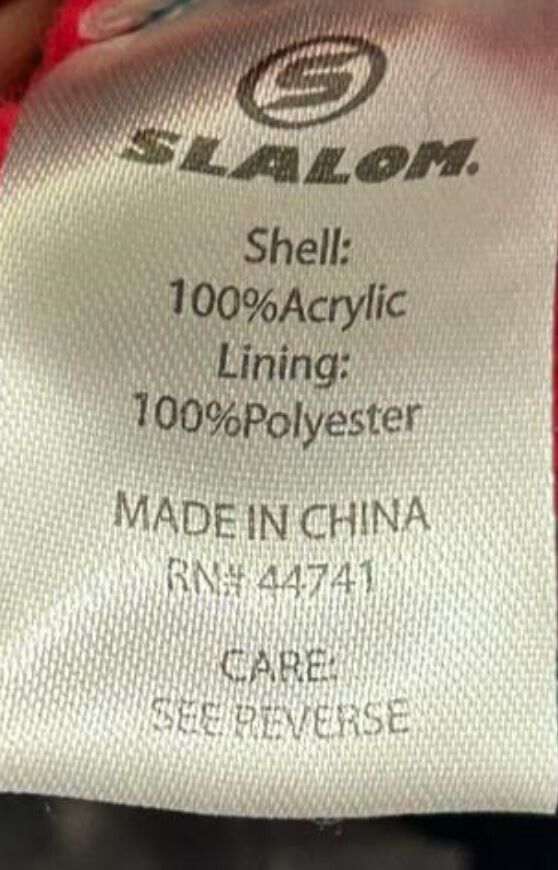 S
SLALOM.
Shell:
100%Acrylic
Lining:
100%Polyester
MADE IN CHINA
RN# 44741
CARE:
SEE REVERSE